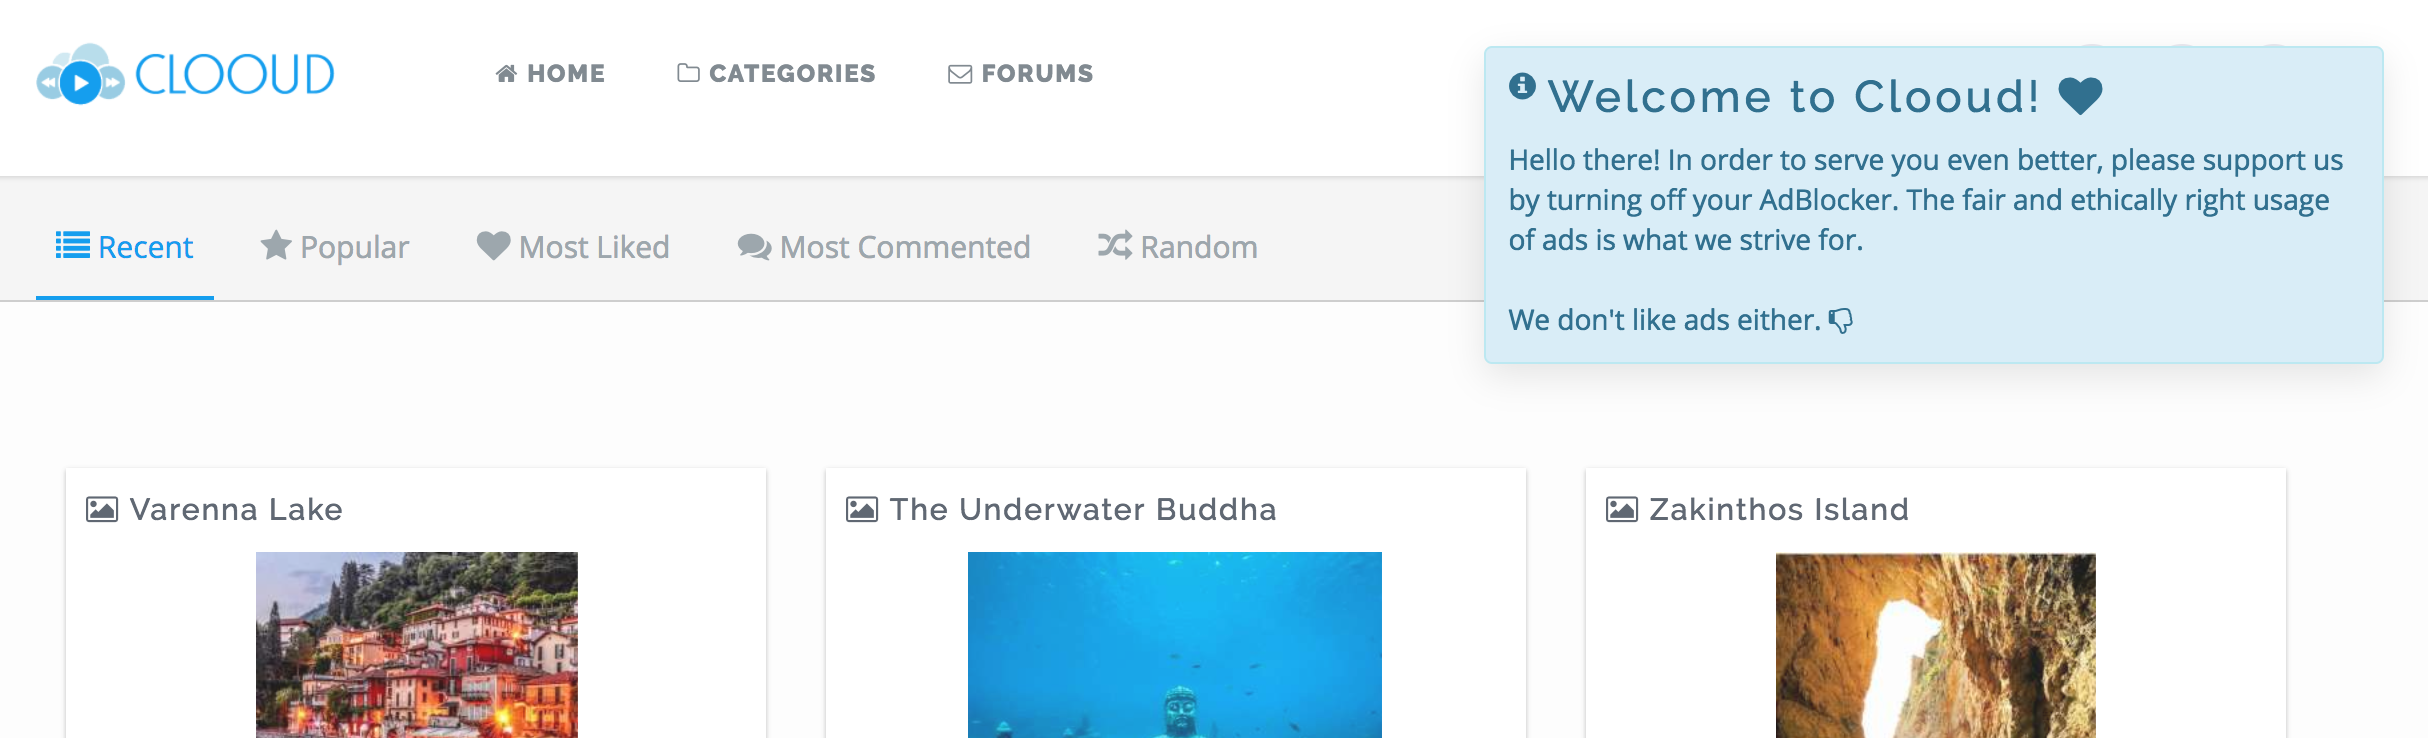 CLOOUD
HOME
CATEGORIES
FORUMS
Welcome to Clooud!
Hello there! In order to serve you even better, please support us
by turning off your AdBlocker. The fair and ethically right usage
of ads is what we strive for.
We don't like ads either.
Recent
Popular
Most Liked
Most Commented
Random
Varenna Lake
The Underwater Buddha
Zakinthos Island